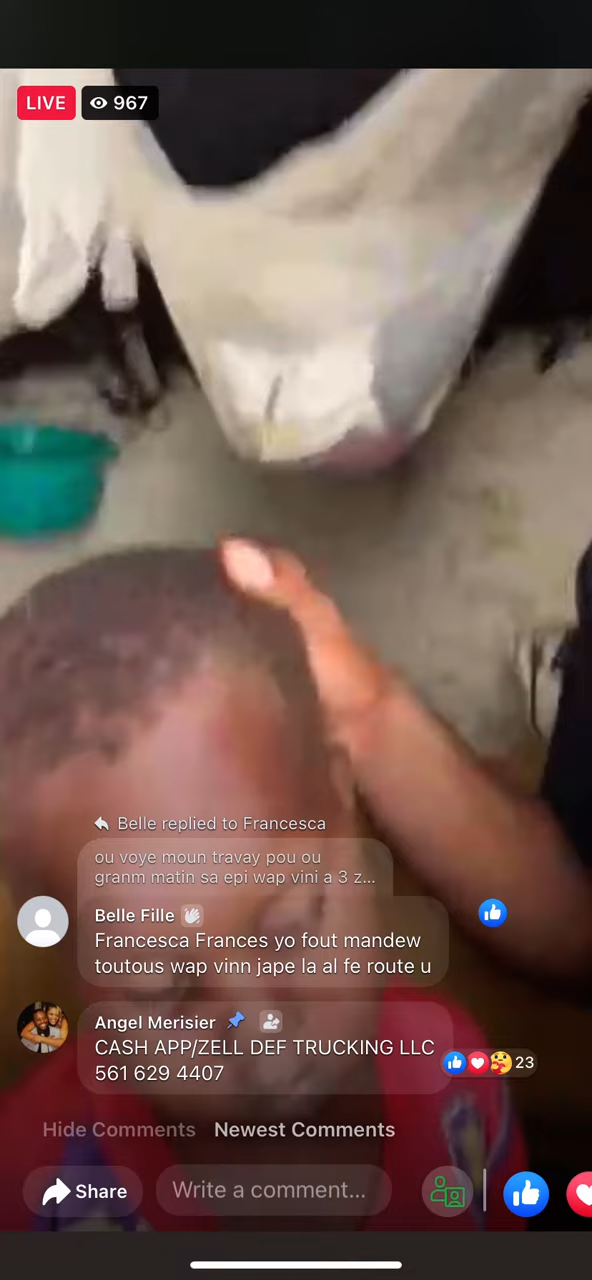 LIVE 967
Belle replied to Francesca
ou voye moun travay pou ou
granm matin sa epi wap vini a 3 z...
Belle Fille
Francesca Frances yo fout mandew
toutous wap vinn jape la al fe route u
Angel Merisier
CASH APP/ZELL DEF TRUCKING LLC
561 629 4407
23
Hide Comments Newest Comments
Share Write a comment...